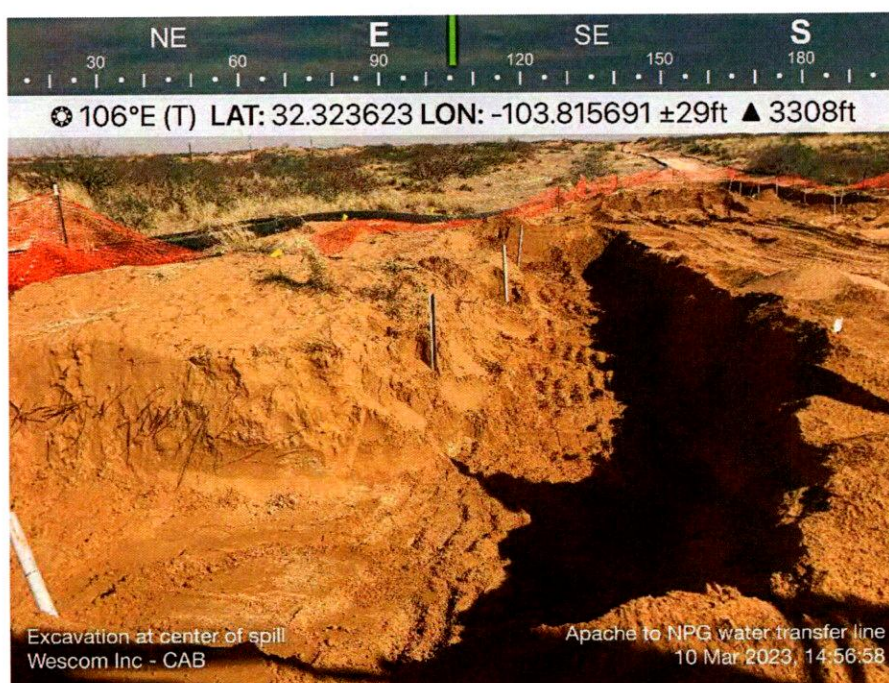 NE E SE S
30 60 90 120 150 180
106°E (T) LAT: 32.323623 LON: -103.815691 ±29ft ▲ 3308ft
Excavation at center of spill
Wescom Inc - CAB
Apache to NPG water transfer line
10 Mar 2023, 14:56:58